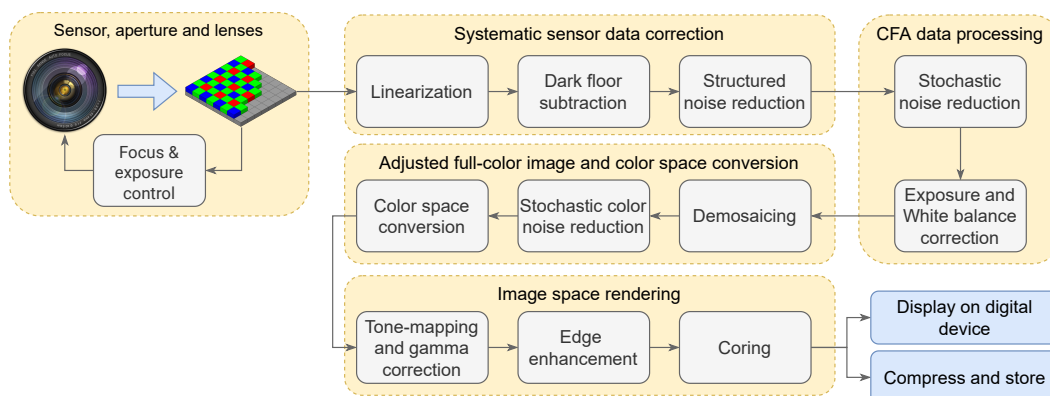 Sensor, aperture and lenses
Focus &
exposure
control
Systematic sensor data correction
Linearization
Dark floor
subtraction
Structured
noise reduction
CFA data processing
Stochastic
noise reduction
Exposure and
White balance
correction
Adjusted full-color image and color space conversion
Demosaicing
Stochastic color
noise reduction
Color space
conversion
Image space rendering
Tone-mapping
and gamma
correction
Edge
enhancement
Coring
Display on digital
device
Compress and store